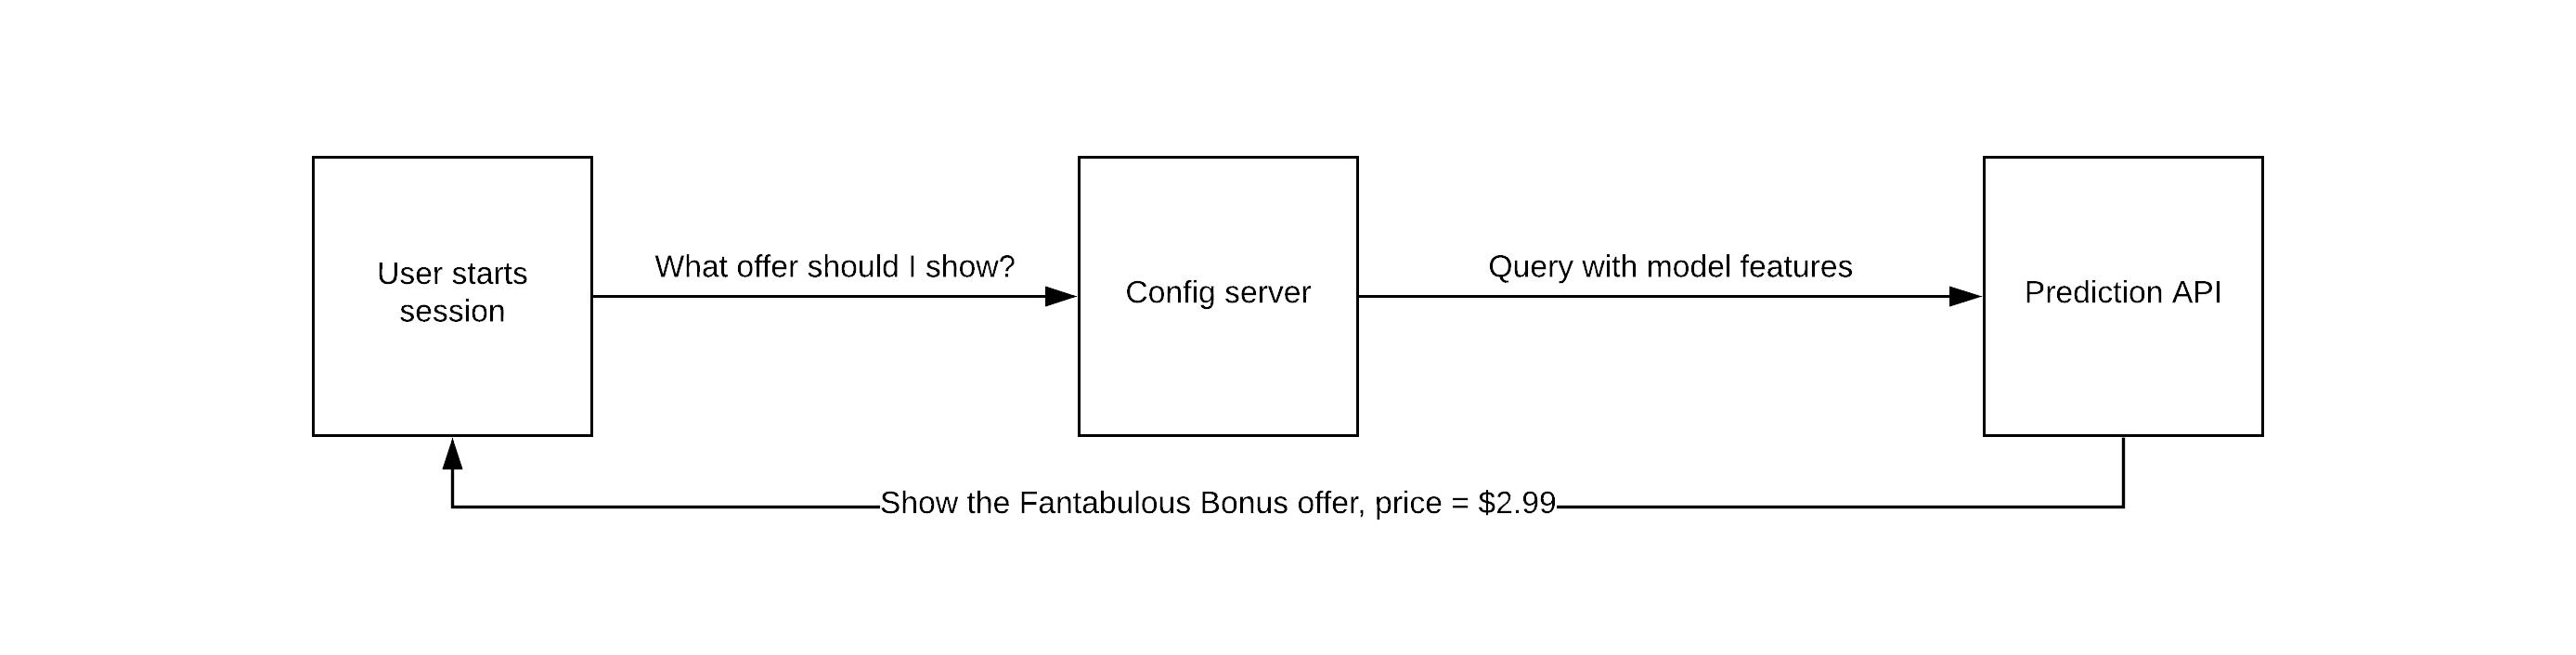 User starts
session
What offer should I show?
Config server
Query with model features
Prediction API
Show the Fantabulous Bonus offer, price = $2.99